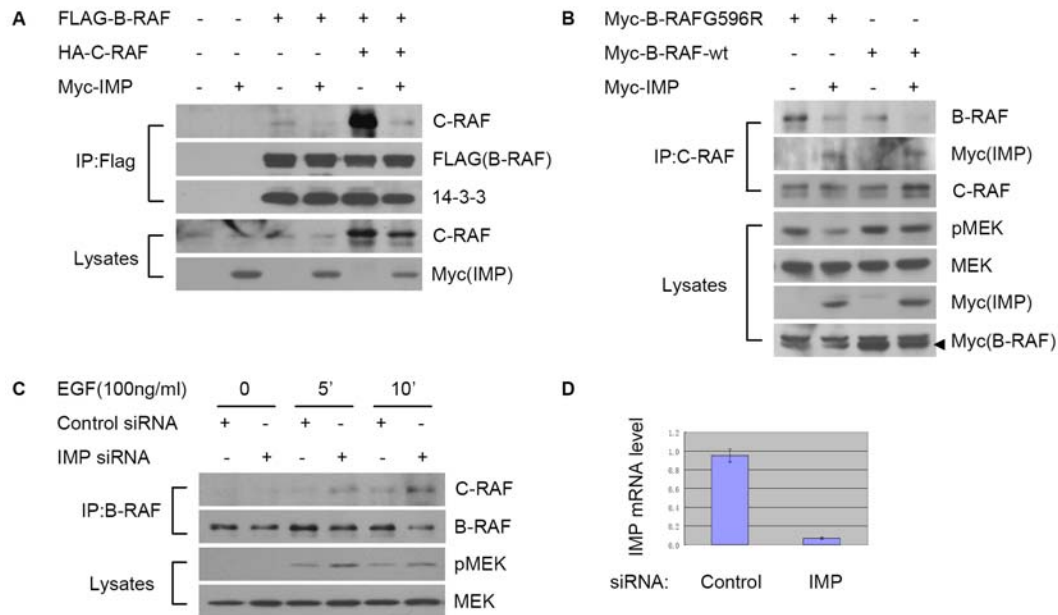 A
FLAG-B-RAF - - + + + +
HA-C-RAF - - - - + +
Myc-IMP - + - + - +
IP:Flag
C-RAF
FLAG(B-RAF)
14-3-3
Lysates
C-RAF
Myc(IMP)
B
Myc-B-RAFG596R + + - -
Myc-B-RAF-wt - - + +
Myc-IMP - + - +
IP:C-RAF
B-RAF
Myc(IMP)
C-RAF
Lysates
pMEK
MEK
Myc(IMP)
Myc(B-RAF)
C
EGF(100ng/ml) 0 5' 10'
Control siRNA + - + - + -
IMP siRNA - + - + - +
IP:B-RAF
C-RAF
B-RAF
Lysates
pMEK
MEK
D
IMP mRNA level
1.2
1.0
0.8
0.6
0.4
0.2
0.0
siRNA: Control IMP